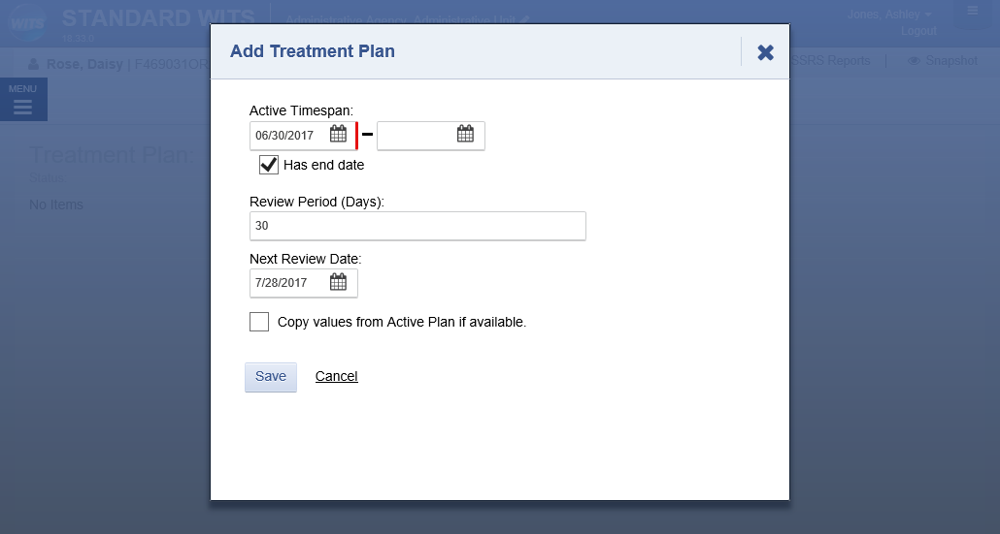 WITS
STANDARD WITS
Administrative Agency, Administrative Unit
Jones, Ashley
Logout
Rose, Daisy | F469031OR
SSRS Reports | Snapshot
MENU
Treatment Plan:
Status
No Items
Add Treatment Plan
Active Timespan:
06/30/2017
Has end date
Review Period (Days):
30
Next Review Date:
7/28/2017
Copy values from Active Plan if available.
Save Cancel